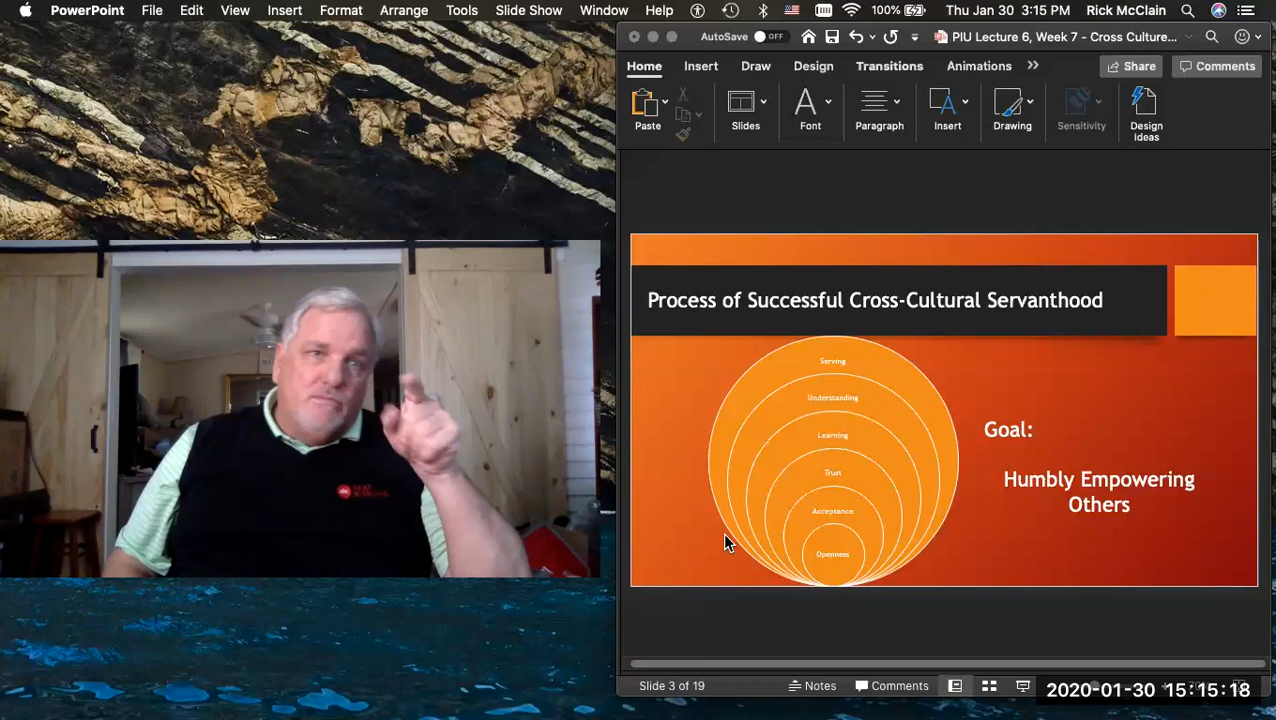 PowerPoint File Edit View Insert Format Arrange Tools Slide Show Window Help 100% Thu Jan 30 3:15 PM Rick McClain
AutoSave OFF PIU Lecture 6, Week 7 - Cross Culture...
Home Insert Draw Design Transitions Animations Share Comments
Paste Slides Font Paragraph Insert Drawing Sensitivity Design
Ideas
Process of Successful Cross-Cultural Servanthood
Serving
Understanding
Learning
Trust
Acceptance
Openness
Goal:
Humbly Empowering
Others
Slide 3 of 19 Notes Comments
2020-01-30 15:15:18